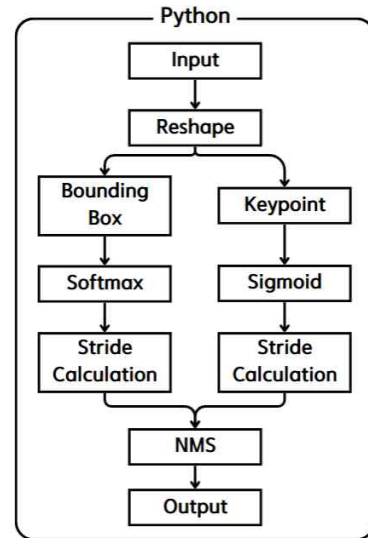 Python
Input
Reshape
Bounding
Box
Keypoint
Softmax
Sigmoid
Stride
Calculation
Stride
Calculation
NMS
Output